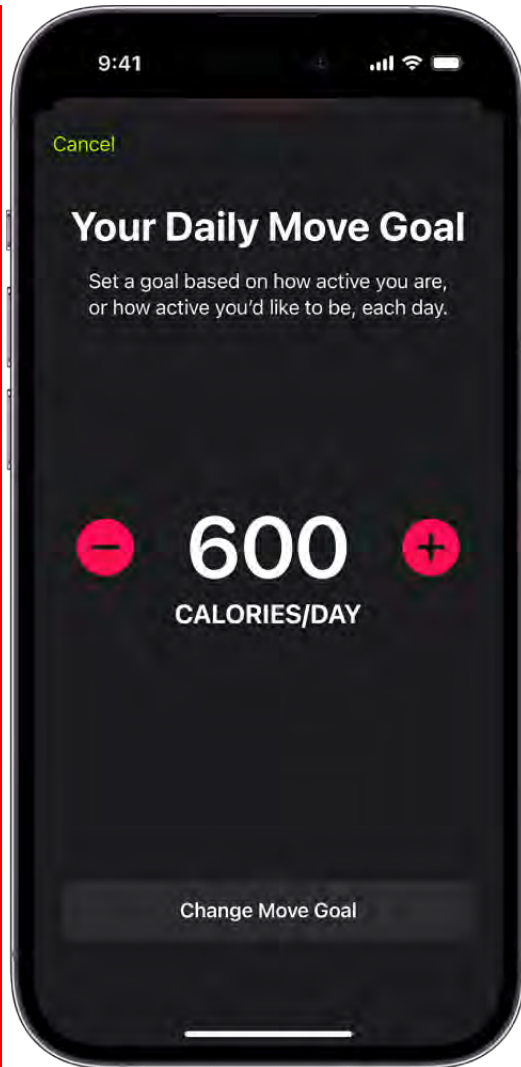 9:41
Cancel
Your Daily Move Goal
Set a goal based on how active you are,
or how active you'd like to be, each day.
600
CALORIES/DAY
Change Move Goal